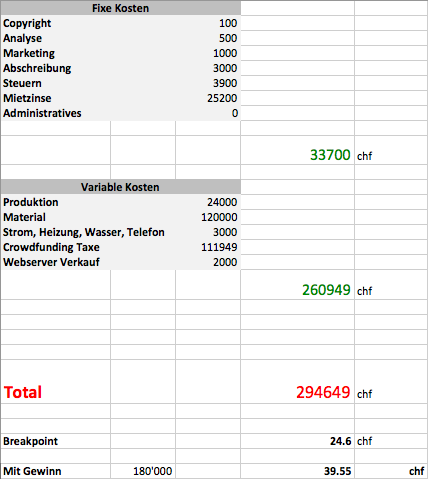 Fixe Kosten
Copyright 100
Analyse 500
Marketing 1000
Abschreibung 3000
Steuern 3900
Mietzinse 25200
Administratives 0
33700 chf
Variable Kosten
Produktion 24000
Material 120000
Strom, Heizung, Wasser, Telefon 3000
Crowdfunding Taxe 111949
Webserver Verkauf 2000
260949 chf
Total 294649 chf
Breakpoint 24.6 chf
Mit Gewinn 180'000 39.55 chf